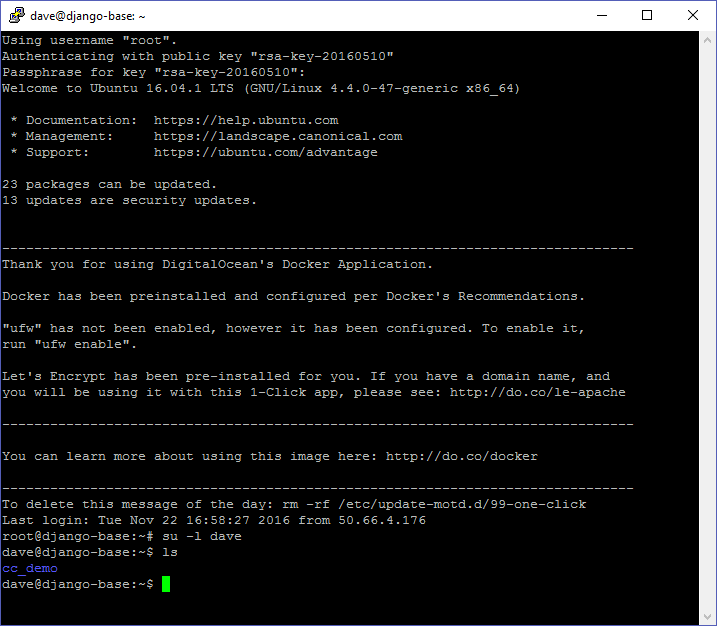 dave@django-base: ~
Using username "root".
Authenticating with public key "rsa-key-20160510"
Passphrase for key "rsa-key-20160510":
Welcome to Ubuntu 16.04.1 LTS (GNU/Linux 4.4.0-47-generic x86_64)
* Documentation:  https://help.ubuntu.com
* Management:     https://landscape.canonical.com
* Support:        https://ubuntu.com/advantage
23 packages can be updated.
13 updates are security updates.
-------------------------------------------------------------------------------
Thank you for using DigitalOcean's Docker Application.
Docker has been preinstalled and configured per Docker's Recommendations.
"ufw" has not been enabled, however it has been configured. To enable it,
run "ufw enable".
Let's Encrypt has been pre-installed for you. If you have a domain name, and
you will be using it with this 1-Click app, please see: http://do.co/le-apache
-------------------------------------------------------------------------------
You can learn more about using this image here: http://do.co/docker
-------------------------------------------------------------------------------
To delete this message of the day: rm -rf /etc/update-motd.d/99-one-click
Last login: Tue Nov 22 16:58:27 2016 from 50.66.4.176
root@django-base:~# su -l dave
dave@django-base:~$ ls
cc_demo
dave@django-base:~$